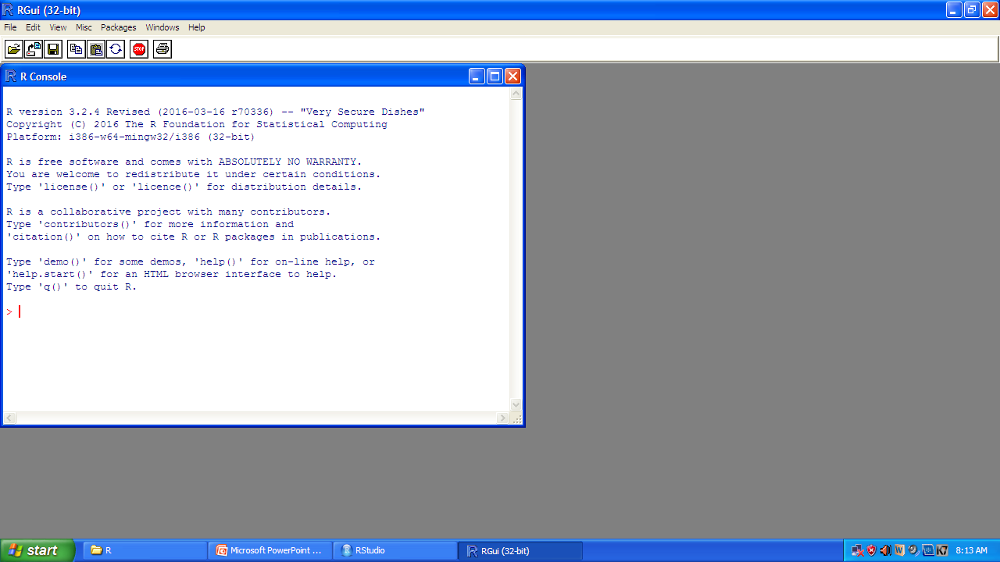 RGui (32-bit)
File Edit View Misc Packages Windows Help
STOP
R Console
R version 3.2.4 Revised (2016-03-16 r70336) -- "Very Secure Dishes"
Copyright (C) 2016 The R Foundation for Statistical Computing
Platform: i386-w64-mingw32/i386 (32-bit)
R is free software and comes with ABSOLUTELY NO WARRANTY.
You are welcome to redistribute it under certain conditions.
Type 'license()' or 'licence()' for distribution details.
R is a collaborative project with many contributors.
Type 'contributors()' for more information and
'citation()' on how to cite R or R packages in publications.
Type 'demo()' for some demos, 'help()' for on-line help, or
'help.start()' for an HTML browser interface to help.
Type 'q()' to quit R.
>
start R Microsoft PowerPoint ... RStudio RGui (32-bit) 8:13 AM